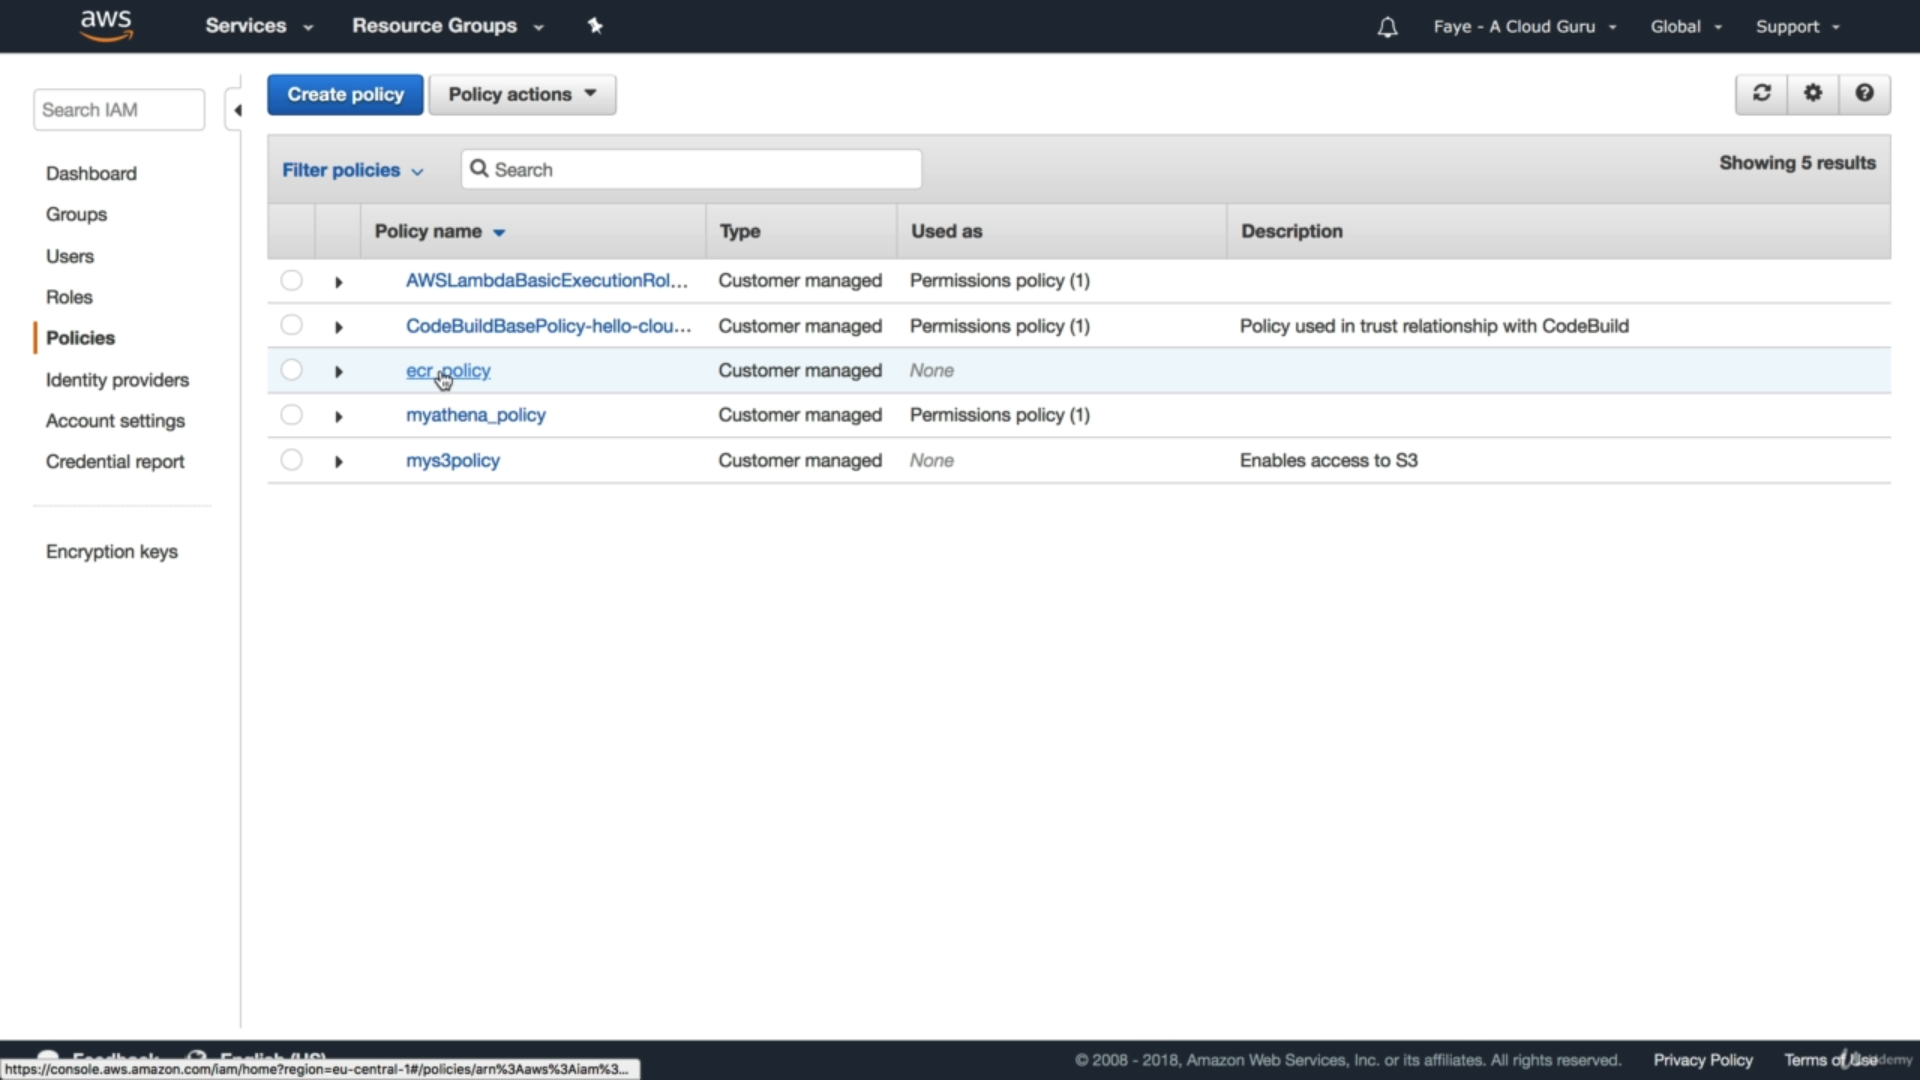 aws Services Resource Groups Faye - A Cloud Guru Global Support
Search IAM
Dashboard
Groups
Users
Roles
Policies
Identity providers
Account settings
Credential report
Encryption keys
Create policy Policy actions
Filter policies Search Showing 5 results
Policy name Type Used as Description
AWSLambdaBasicExecutionRol... Customer managed Permissions policy (1)
CodeBuildBasePolicy-hello-clou... Customer managed Permissions policy (1) Policy used in trust relationship with CodeBuild
ecr_policy Customer managed None
myathena_policy Customer managed Permissions policy (1)
mys3policy Customer managed None Enables access to S3
Feedback English (US) © 2008 - 2018, Amazon Web Services, Inc. or its affiliates. All rights reserved. Privacy Policy Terms of Use
https://console.aws.amazon.com/iam/home?region=eu-central-1#/policies/arn%3Aaws%3Aiam%3...